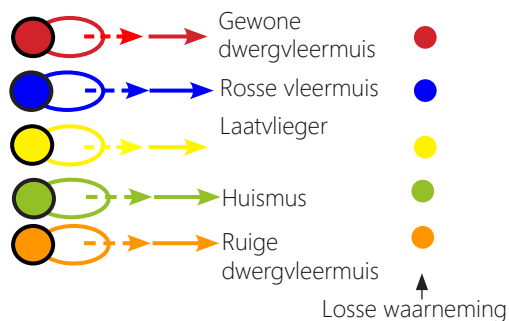 Gewone
dwergvleermuis
Rosse vleermuis
Laatvlieger
Huismus
Ruige
dwergvleermuis
Losse waarneming